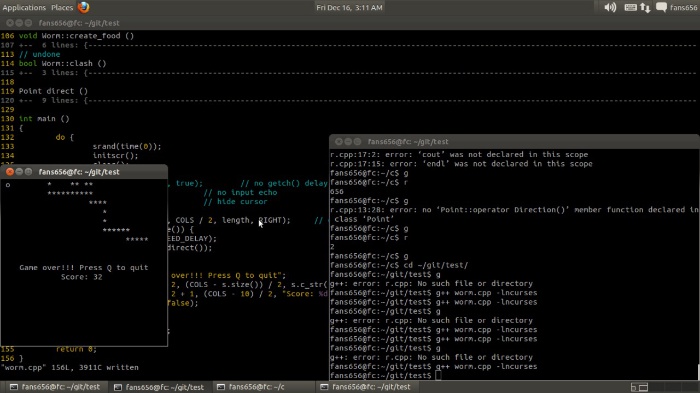 Applications Places
Fri Dec 16, 3:11 AM
fans656
fans656@fc: ~/git/test
106 void Worm::create_food ()
107 +-- 6 lines: {
113 // undone
114 bool Worm::clash ()
115 +-- 3 lines: {
118
119 Point direct ()
120 +-- 9 lines: {
129
130 int main ()
131 {
132 do {
133 srand(time(0));
134 initscr();
fans656@fc: ~/git/test
o * ** **
**********
****
*
*
******
*****
Game over!!! Press Q to quit
Score: 32
, true); // no getch() delay
// no input echo
// hide cursor
, COLS / 2, length, RIGHT); //
e()) {
EED_DELAY);
direct());
over!!! Press Q to quit";
2, (COLS - s.size()) / 2, s.c_str(
2 + 1, (COLS - 10) / 2, "Score: %d
false);
155 return 0;
156 }
"worm.cpp" 156L, 3911C written
fans656@fc: ~/git/test
r.cpp:17:2: error: ‘cout’ was not declared in this scope
r.cpp:17:15: error: ‘endl’ was not declared in this scope
fans656@fc:~/c$ g
fans656@fc:~/c$ r
656
fans656@fc:~/c$ g
r.cpp:13:28: error: no ‘Point::operator Direction()’ member function declared in
class ‘Point’
fans656@fc:~/c$ g
fans656@fc:~/c$ r
2
fans656@fc:~/c$ g
fans656@fc:~/c$ cd ~/git/test/
fans656@fc:~/git/test$ g
g++: error: r.cpp: No such file or directory
fans656@fc:~/git/test$ g++ worm.cpp -lncurses
fans656@fc:~/git/test$ g++ worm.cpp -lncurses
fans656@fc:~/git/test$ g
g++: error: r.cpp: No such file or directory
fans656@fc:~/git/test$ g++ worm.cpp -lncurses
fans656@fc:~/git/test$ g++ worm.cpp -lncurses
fans656@fc:~/git/test$ g
g++: error: r.cpp: No such file or directory
fans656@fc:~/git/test$ g++ worm.cpp -lncurses
fans656@fc:~/git/test$
fans656@fc: ~/git/test
fans656@fc: ~/git/test
fans656@fc: ~/c
fans656@fc: ~/git/test